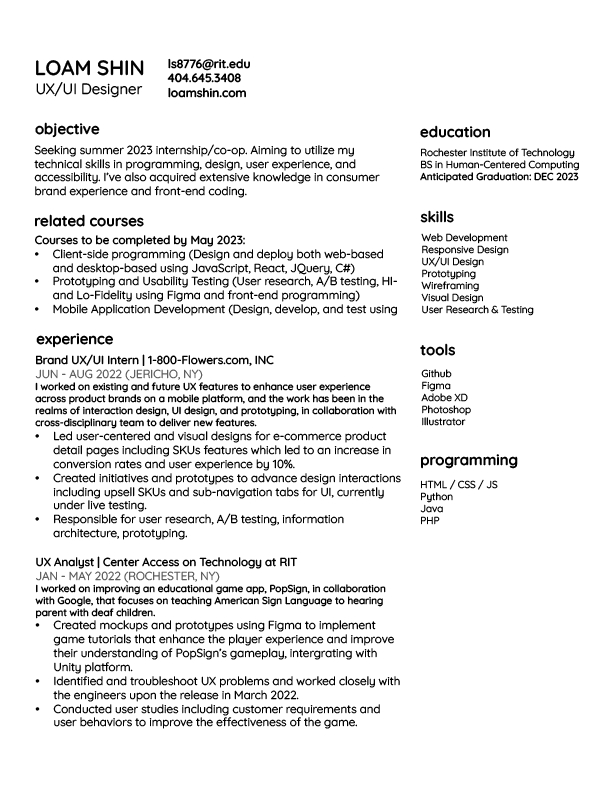 LOAM SHIN
UX/UI Designer
ls8776@rit.edu
404.645.3408
loamshin.com
objective
Seeking summer 2023 internship/co-op. Aiming to utilize my
technical skills in programming, design, user experience, and
accessibility. I've also acquired extensive knowledge in consumer
brand experience and front-end coding.
related courses
Courses to be completed by May 2023:
• Client-side programming (Design and deploy both web-based
and desktop-based using JavaScript, React, JQuery, C#)
• Prototyping and Usability Testing (User research, A/B testing, HI-
and Lo-Fidelity using Figma and front-end programming)
• Mobile Application Development (Design, develop, and test using
experience
Brand UX/UI Intern | 1-800-Flowers.com, INC
JUN - AUG 2022 (JERICHO, NY)
I worked on existing and future UX features to enhance user experience
across product brands on a mobile platform, and the work has been in the
realms of interaction design, UI design, and prototyping, in collaboration with
cross-disciplinary team to deliver new features.
• Led user-centered and visual designs for e-commerce product
detail pages including SKUs features which led to an increase in
conversion rates and user experience by 10%.
• Created initiatives and prototypes to advance design interactions
including upsell SKUs and sub-navigation tabs for UI, currently
under live testing.
• Responsible for user research, A/B testing, information
architecture, prototyping.
UX Analyst | Center Access on Technology at RIT
JAN - MAY 2022 (ROCHESTER, NY)
I worked on improving an educational game app, PopSign, in collaboration
with Google, that focuses on teaching American Sign Language to hearing
parent with deaf children.
• Created mockups and prototypes using Figma to implement
game tutorials that enhance the player experience and improve
their understanding of PopSign's gameplay, intergrating with
Unity platform.
• Identified and troubleshoot UX problems and worked closely with
the engineers upon the release in March 2022.
• Conducted user studies including customer requirements and
user behaviors to improve the effectiveness of the game.
education
Rochester Institute of Technology
BS in Human-Centered Computing
Anticipated Graduation: DEC 2023
skills
Web Development
Responsive Design
UX/UI Design
Prototyping
Wireframing
Visual Design
User Research & Testing
tools
Github
Figma
Adobe XD
Photoshop
Illustrator
programming
HTML / CSS / JS
Python
Java
PHP